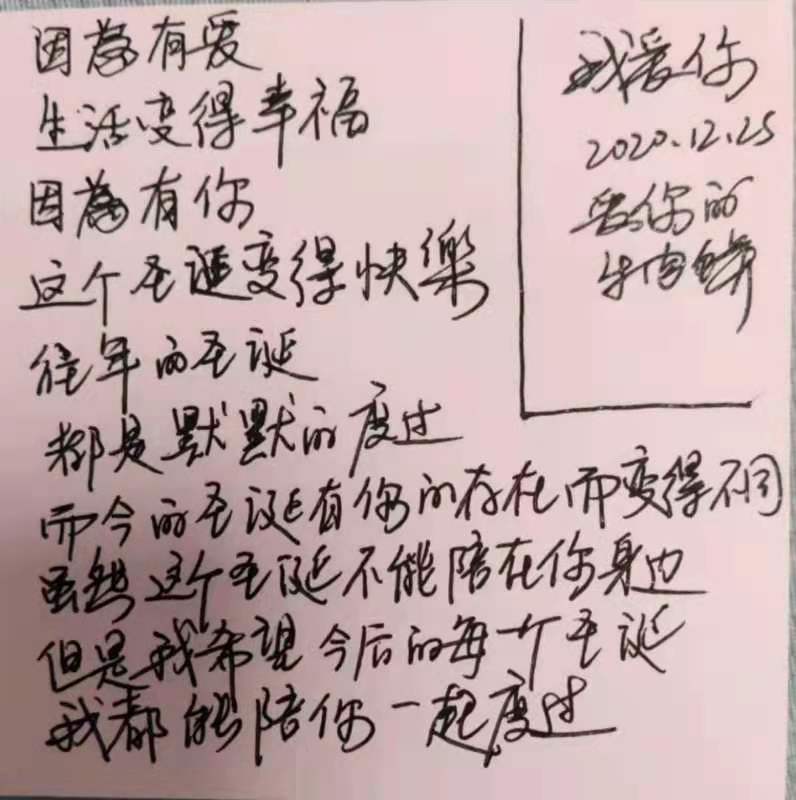 因為有爱
生活变得幸福
因為有你
这个圣诞变得快樂
往年的圣诞
都是默默的度过
而今的圣诞有你的存在而变得不同
虽然这个圣诞不能陪在你身边
但是我希望今后的每一个圣诞
我都能陪你一起度过
我爱你
2020.12.25
爱你的